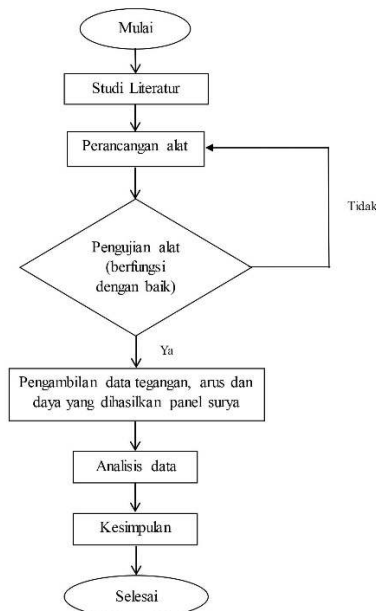 Mulai
Studi Literatur
Perancangan alat
Tidak
Pengujian alat
(berfungsi
dengan baik)
Ya
Pengambilan data tegangan, arus dan
daya yang dihasilkan panel surya
Analisis data
Kesimpulan
Selesai